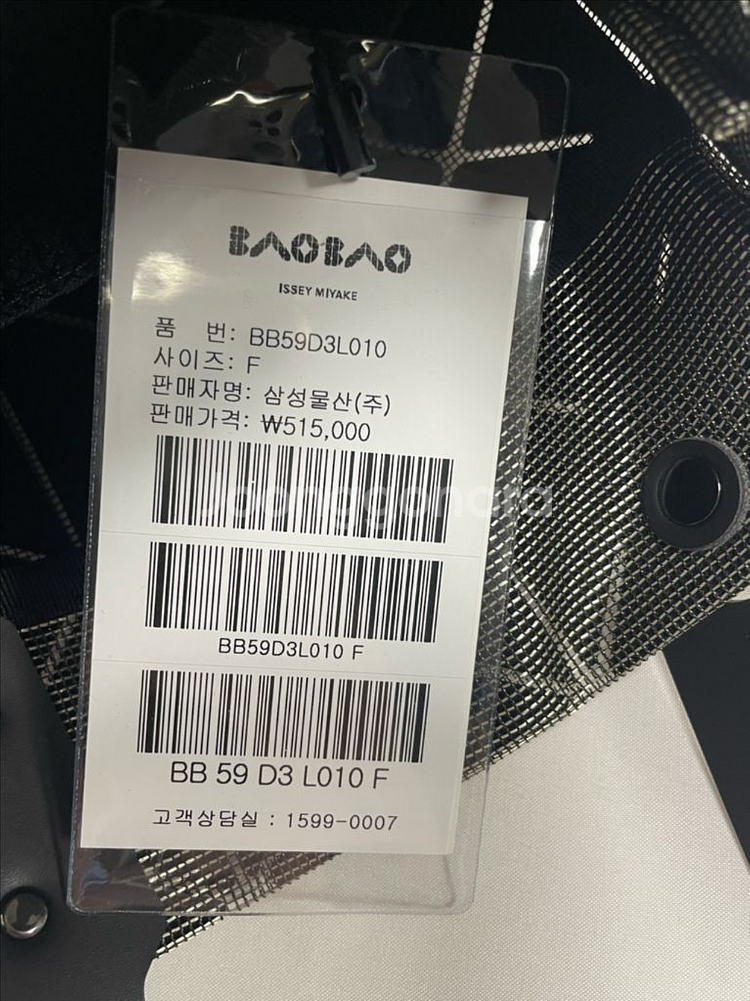 BAOBAO
ISSEY MIYAKE
품 번: BB59D3L010
사이즈: F
판매자명: 삼성물산(주)
판매가격: ₩515,000
Joonggonara
BB59D3L010 F
BB 59 D3 L010 F
고객상담실 : 1599-0007